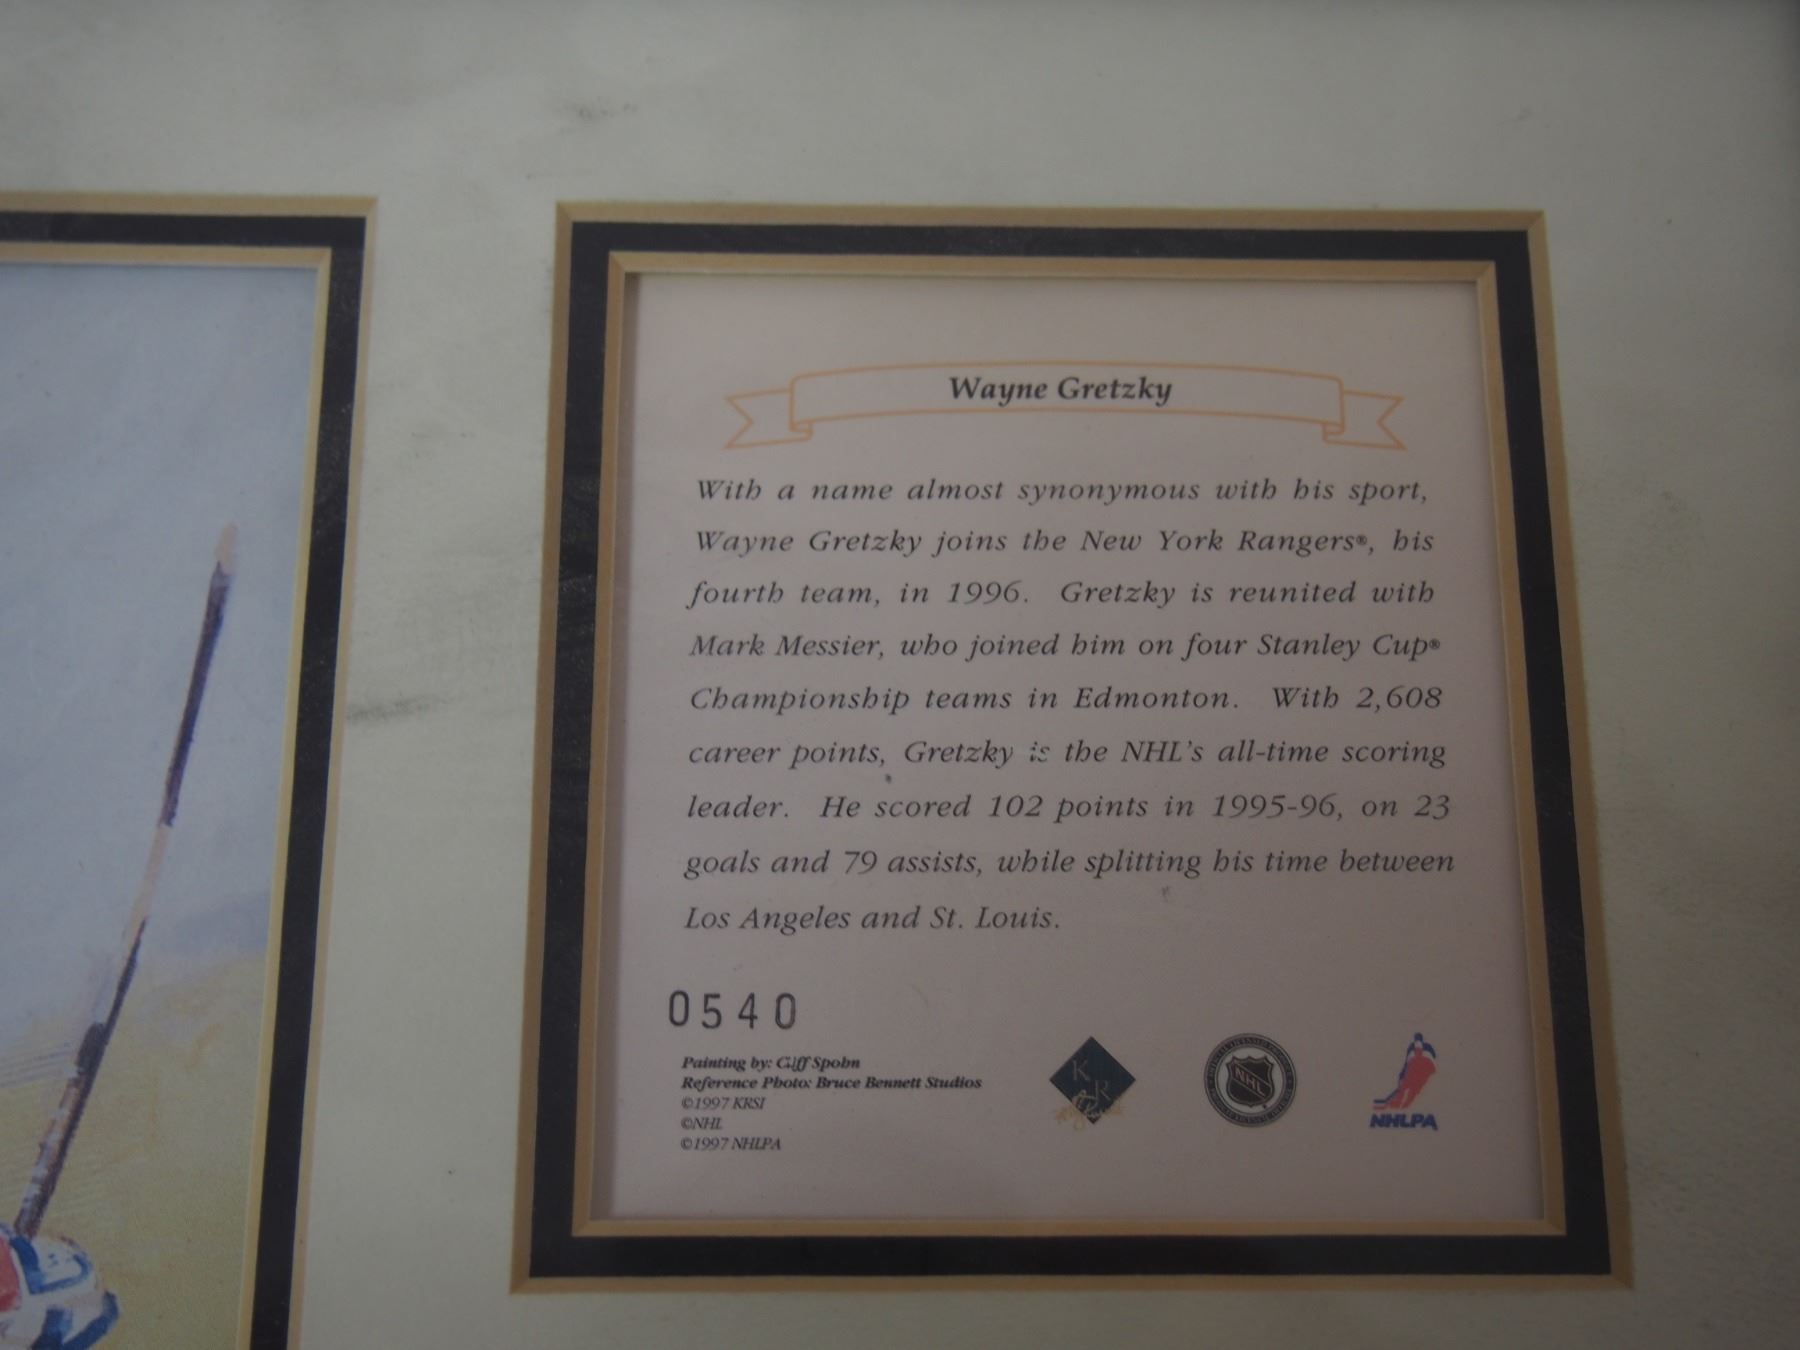 Wayne Gretzky
With a name almost synonymous with his sport,
Wayne Gretzky joins the New York Rangers®, his
fourth team, in 1996. Gretzky is reunited with
Mark Messier, who joined him on four Stanley Cup®
Championship teams in Edmonton. With 2,608
career points, Gretzky is the NHL's all-time scoring
leader. He scored 102 points in 1995-96, on 23
goals and 79 assists, while splitting his time between
Los Angeles and St. Louis.
0540
Painting by: Cliff Spohn
Reference Photo: Bruce Bennett Studios
©1997 KRSI
©NHL
©1997 NHLPA
K
R
NHL
NHLPA